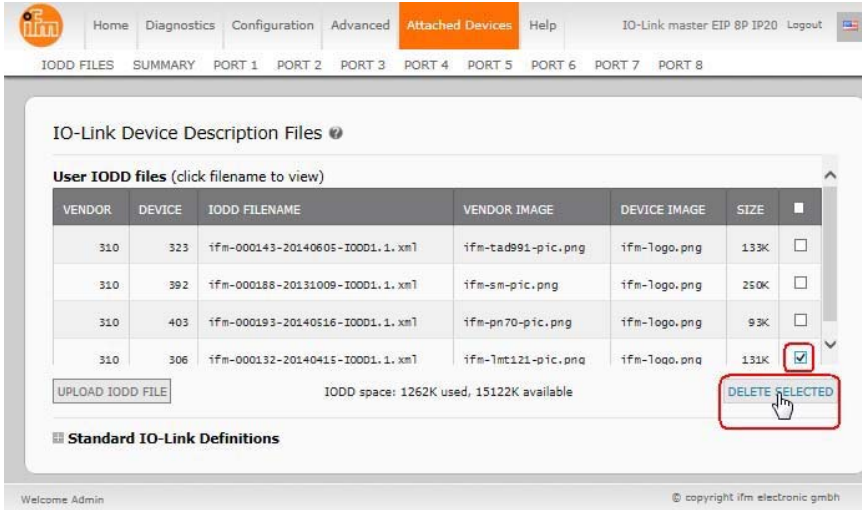 ifm
Home Diagnostics Configuration Advanced Attached Devices Help IO-Link master EIP 8P IP20 Logout
IODD FILES SUMMARY PORT 1 PORT 2 PORT 3 PORT 4 PORT 5 PORT 6 PORT 7 PORT 8
IO-Link Device Description Files ?
User IODD files (click filename to view)
VENDOR DEVICE IODD FILENAME VENDOR IMAGE DEVICE IMAGE SIZE
310 323 ifm-000143-20140605-IODD1.1.xml ifm-tad991-pic.png ifm-logo.png 133K
310 392 ifm-000188-20131009-IODD1.1.xml ifm-sm-pic.png ifm-logo.png 250K
310 403 ifm-000193-20140516-IODD1.1.xml ifm-pn70-pic.png ifm-logo.png 93K
310 306 ifm-000132-20140415-IODD1.1.xml ifm-lmt121-pic.png ifm-logo.png 131K
UPLOAD IODD FILE IODD space: 1262K used, 15122K available DELETE SELECTED
Standard IO-Link Definitions
Welcome Admin © copyright ifm electronic gmbh